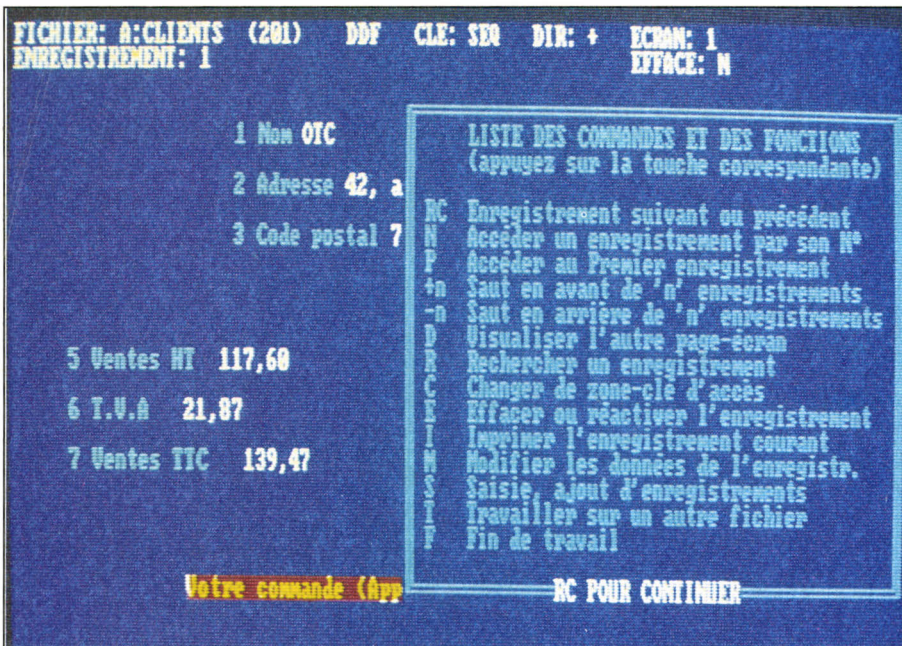 FICHIER: A:CLIENTS (201) DDF CLE: SEQ DIR: + ECRAN: 1
ENREGISTREMENT: 1 EFFACE: N
1 Nom OTC
2 Adresse 42, a
3 Code postal 7
5 Ventes HT 117,60
6 T.V.A 21,87
7 Ventes TTC 139,47
Votre commande (App
LISTE DES COMMANDES ET DES FONCTIONS
(appuyez sur la touche correspondante)
RC Enregistrement suivant ou précédent
N Accéder un enregistrement par son N°
P Accéder au Premier enregistrement
+n Saut en avant de 'n' enregistrements
-n Saut en arrière de 'n' enregistrements
D Visualiser l'autre page-écran
R Rechercher un enregistrement
C Changer de zone-clé d'accès
E Effacer ou réactiver l'enregistrement
I Imprimer l'enregistrement courant
M Modifier les données de l'enregistr.
S Saisie, ajout d'enregistrements
T Travailler sur un autre fichier
F Fin de travail
RC POUR CONTINUER